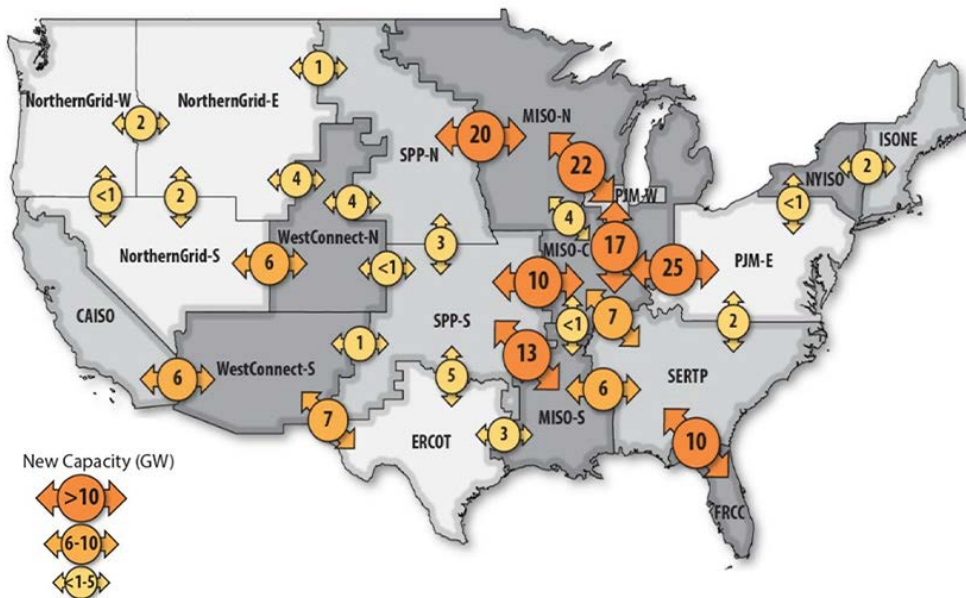 1
NorthernGrid-W
NorthernGrid-E
MISO-N
2
20
ISONE
SPP-N
22
NYISO
2
4
PJM-W
<1
2
4
4
<1
WestConnect-N
3
MISO-C
17
NorthernGrid-S
6
<1
10
25
PJM-E
CAISO
SPP-S
<1
7
2
1
13
6
WestConnect-S
5
6
SERTP
MISO-S
7
ERCOT
3
10
New Capacity (GW)
>10
FRCC
6-10
<1-5